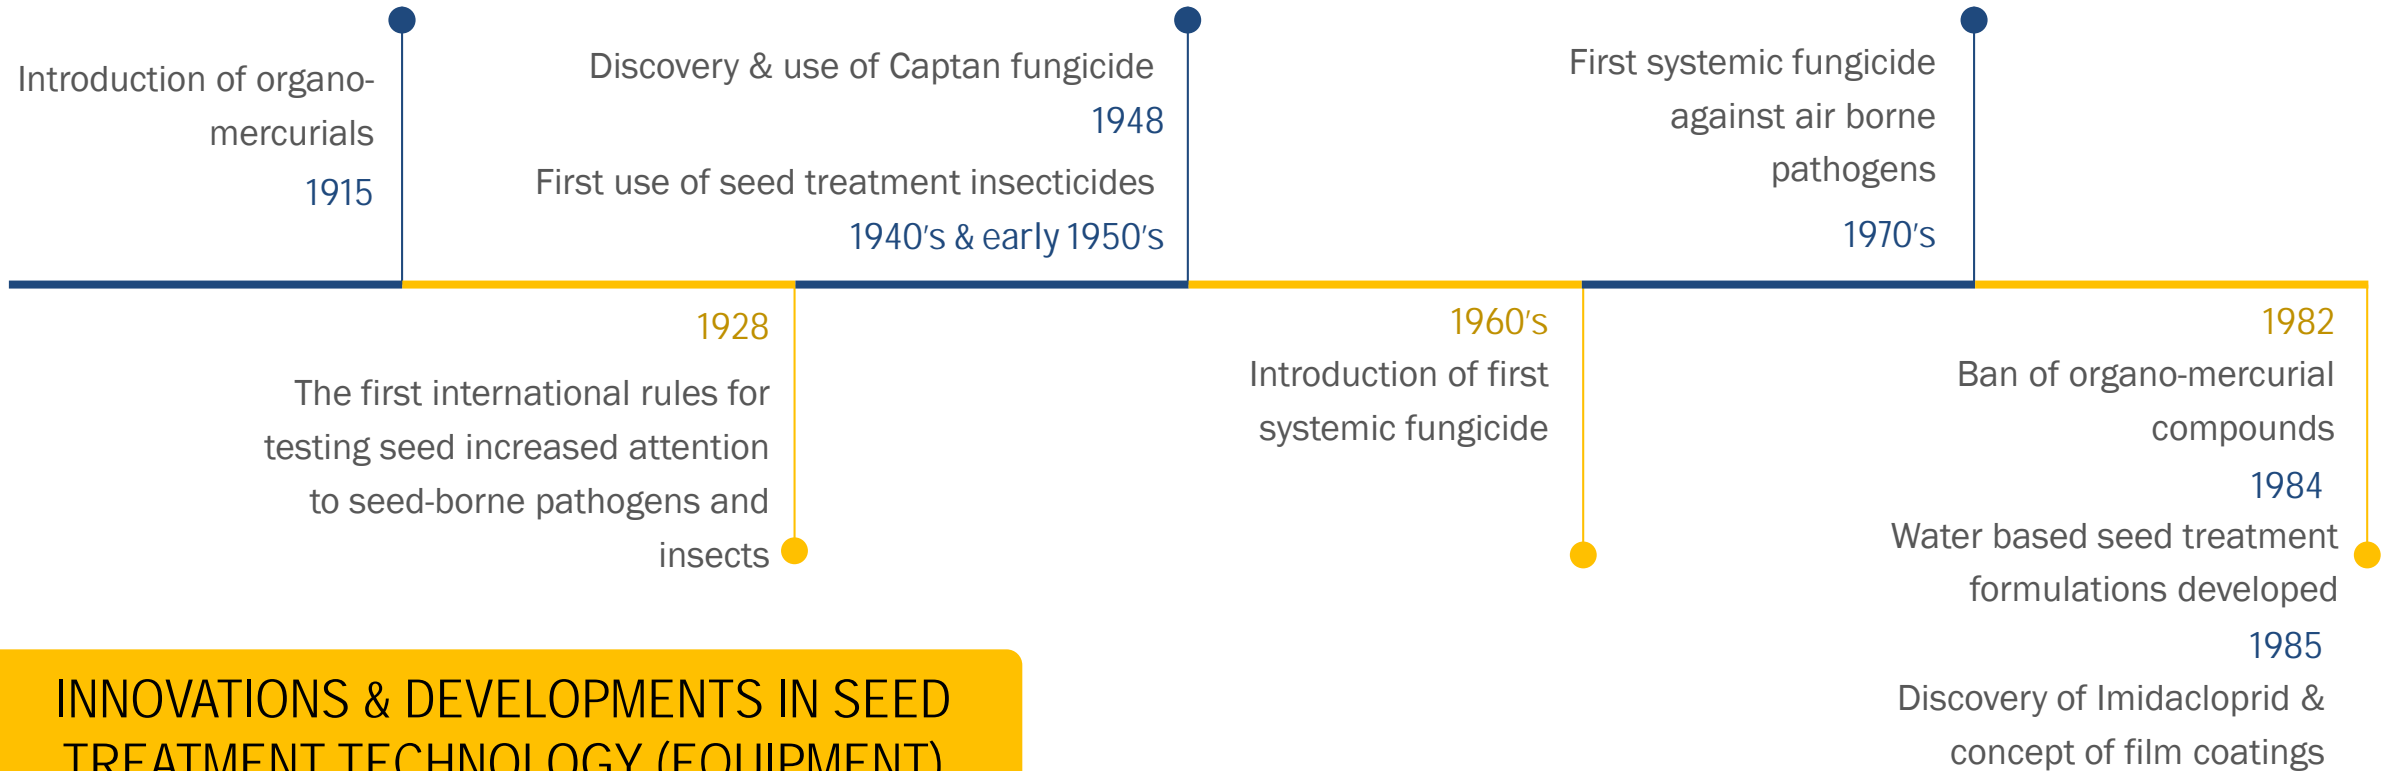 Introduction of organo-
mercurials
1915
1928
The first international rules for
testing seed increased attention
to seed-borne pathogens and
insects
Discovery & use of Captan fungicide
1948
First use of seed treatment insecticides
1940's & early 1950's
1960's
Introduction of first
systemic fungicide
First systemic fungicide
against air borne
pathogens
1970's
1982
Ban of organo-mercurial
compounds
1984
Water based seed treatment
formulations developed
1985
Discovery of Imidacloprid &
concept of film coatings
INNOVATIONS & DEVELOPMENTS IN SEED
TREATMENT TECHNOLOGY (EQUIPMENT)